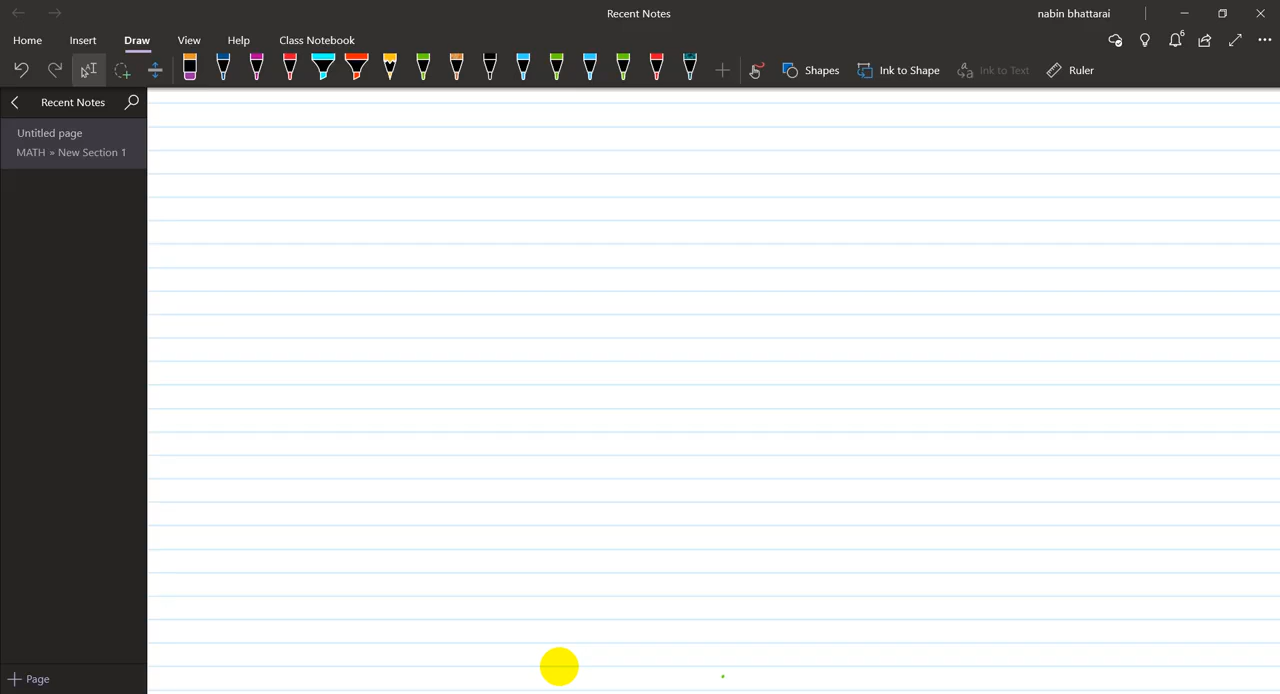 Recent Notes
nabin bhattarai
Home Insert Draw View Help Class Notebook
6
Shapes Ink to Shape Ink to Text Ruler
Recent Notes
Untitled page
MATH » New Section 1
Page